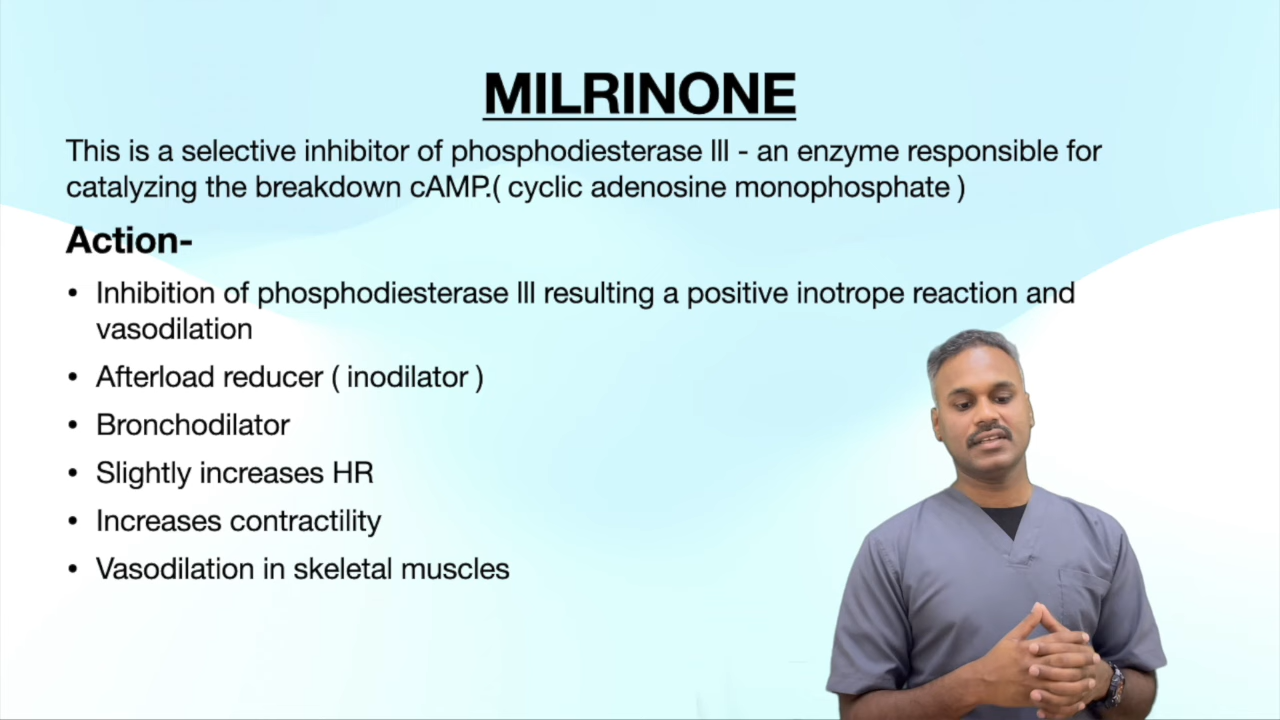 MILRINONE
This is a selective inhibitor of phosphodiesterase III - an enzyme responsible for
catalyzing the breakdown cAMP.( cyclic adenosine monophosphate )
Action-
• Inhibition of phosphodiesterase III resulting a positive inotrope reaction and
vasodilation
• Afterload reducer ( inodilator )
• Bronchodilator
• Slightly increases HR
• Increases contractility
• Vasodilation in skeletal muscles